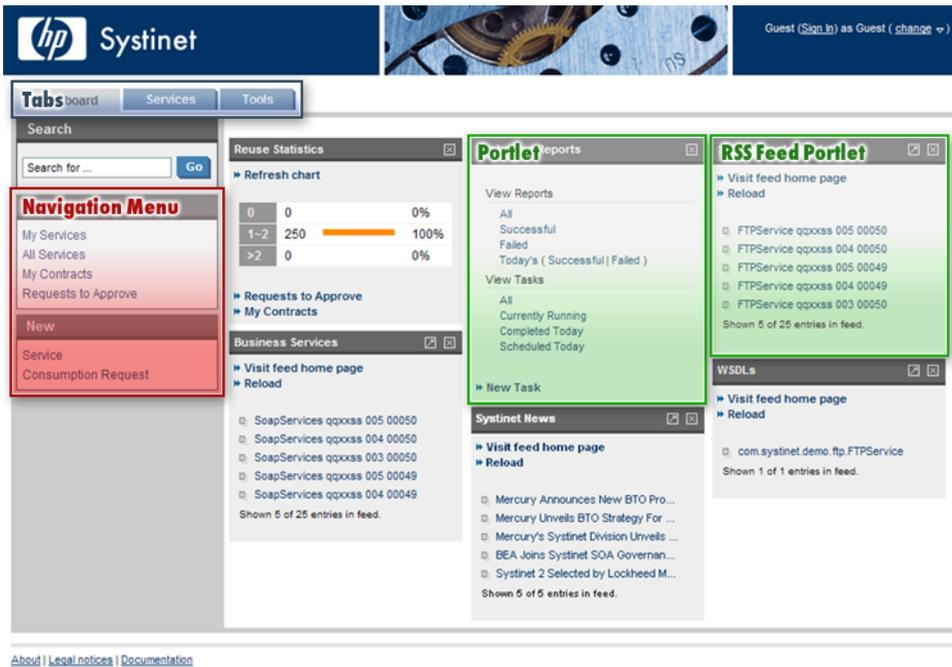 hp Systinet
Guest (Sign In) as Guest ( change )
Tabs board Services Tools
Search
Search for ... Go
Navigation Menu
My Services
All Services
My Contracts
Requests to Approve
New
Service
Consumption Request
Reuse Statistics
Refresh chart
0 0 0%
1~2 250 100%
>2 0 0%
Requests to Approve
My Contracts
Business Services
Visit feed home page
Reload
SoapServices qqxxss 005 00050
SoapServices qqxxss 004 00050
SoapServices qqxxss 003 00050
SoapServices qqxxss 005 00049
SoapServices qqxxss 004 00049
Shown 5 of 25 entries in feed.
Portlet Reports
View Reports
All
Successful
Failed
Today's ( Successful | Failed )
View Tasks
All
Currently Running
Completed Today
Scheduled Today
New Task
Systinet News
Visit feed home page
Reload
Mercury Announces New BTO Pro...
Mercury Unveils BTO Strategy For ...
Mercury's Systinet Division Unveils ...
BEA Joins Systinet SOA Governan...
Systinet 2 Selected by Lockheed M...
Shown 5 of 5 entries in feed.
RSS Feed Portlet
Visit feed home page
Reload
FTPService qqxxss 005 00050
FTPService qqxxss 004 00050
FTPService qqxxss 005 00049
FTPService qqxxss 004 00049
FTPService qqxxss 003 00050
Shown 5 of 25 entries in feed.
WSDLs
Visit feed home page
Reload
com.systinet.demo.ftp.FTPService
Shown 1 of 1 entries in feed.
About | Legal notices | Documentation